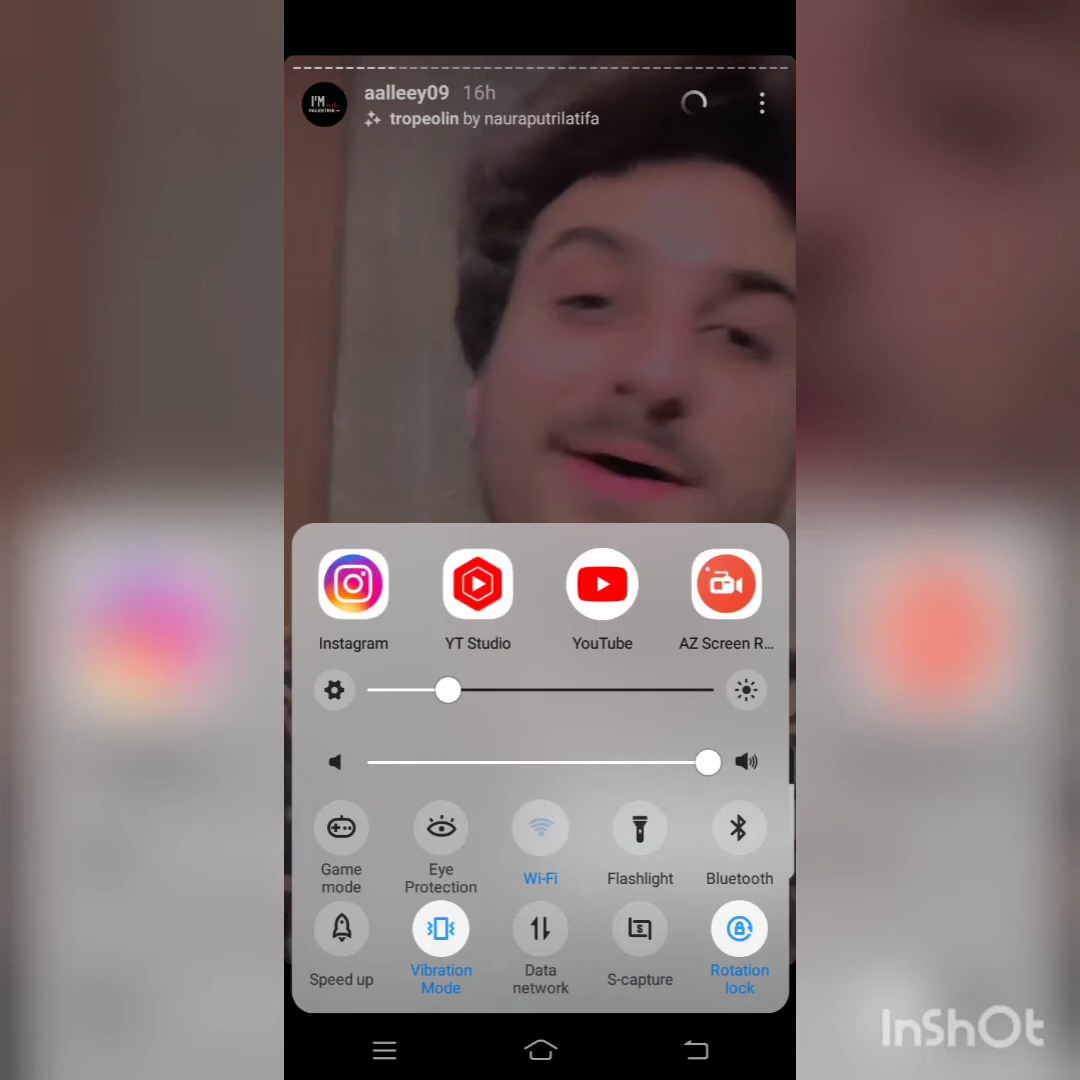 aalleey09 16h
tropeolin by nauraputrilatifa
I'M
Instagram
YT Studio
YouTube
AZ Screen R...
Game
mode
Eye
Protection
Wi-Fi
Flashlight
Bluetooth
Speed up
Vibration
Mode
Data
network
S-capture
Rotation
lock
InShOt